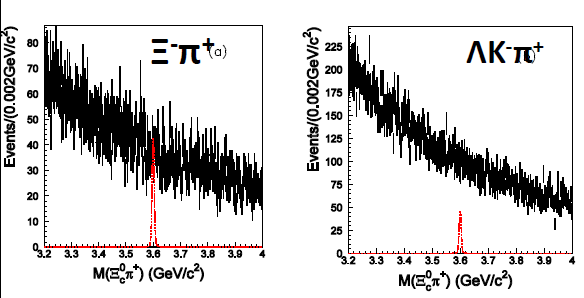 Ξ⁻π⁺(a)
Events/(0.002GeV/c²)
80
70
60
50
40
30
20
10
0
3.2 3.3 3.4 3.5 3.6 3.7 3.8 3.9 4
M(Ξc⁰π⁺) (GeV/c²)
ΛK⁻π⁺
Events/(0.002GeV/c²)
225
200
175
150
125
100
75
50
25
0
3.2 3.3 3.4 3.5 3.6 3.7 3.8 3.9 4
M(Ξc⁰π⁺) (GeV/c²)